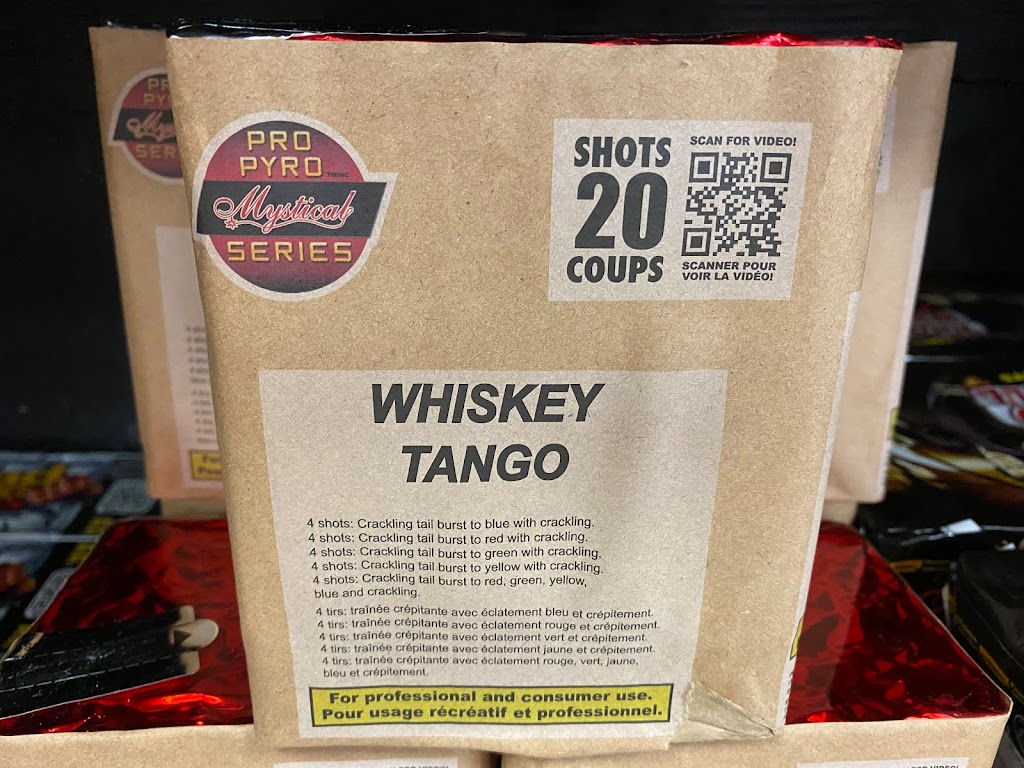 PRO
PYRO
Mystical
SERIES
SHOTS
20
COUPS
SCAN FOR VIDEO!
SCANNER POUR
VOIR LA VIDÉO!
WHISKEY
TANGO
4 shots: Crackling tail burst to blue with crackling.
4 shots: Crackling tail burst to red with crackling.
4 shots: Crackling tail burst to green with crackling.
4 shots: Crackling tail burst to yellow with crackling.
4 shots: Crackling tail burst to red, green, yellow,
blue and crackling.
4 tirs: traînée crépitante avec éclatement bleu et crépitement.
4 tirs: traînée crépitante avec éclatement rouge et crépitement.
4 tirs: traînée crépitante avec éclatement vert et crépitement.
4 tirs: traînée crépitante avec éclatement jaune et crépitement.
4 tirs: traînée crépitante avec éclatement rouge, vert, jaune,
bleu et crépitement.
For professional and consumer use.
Pour usage récréatif et professionnel.